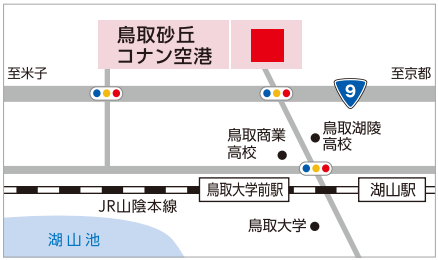 鳥取砂丘
コナン空港
至米子
至京都
9
鳥取商業
高校
鳥取湖陵
高校
鳥取大学前駅
湖山駅
JR山陰本線
鳥取大学
湖山池